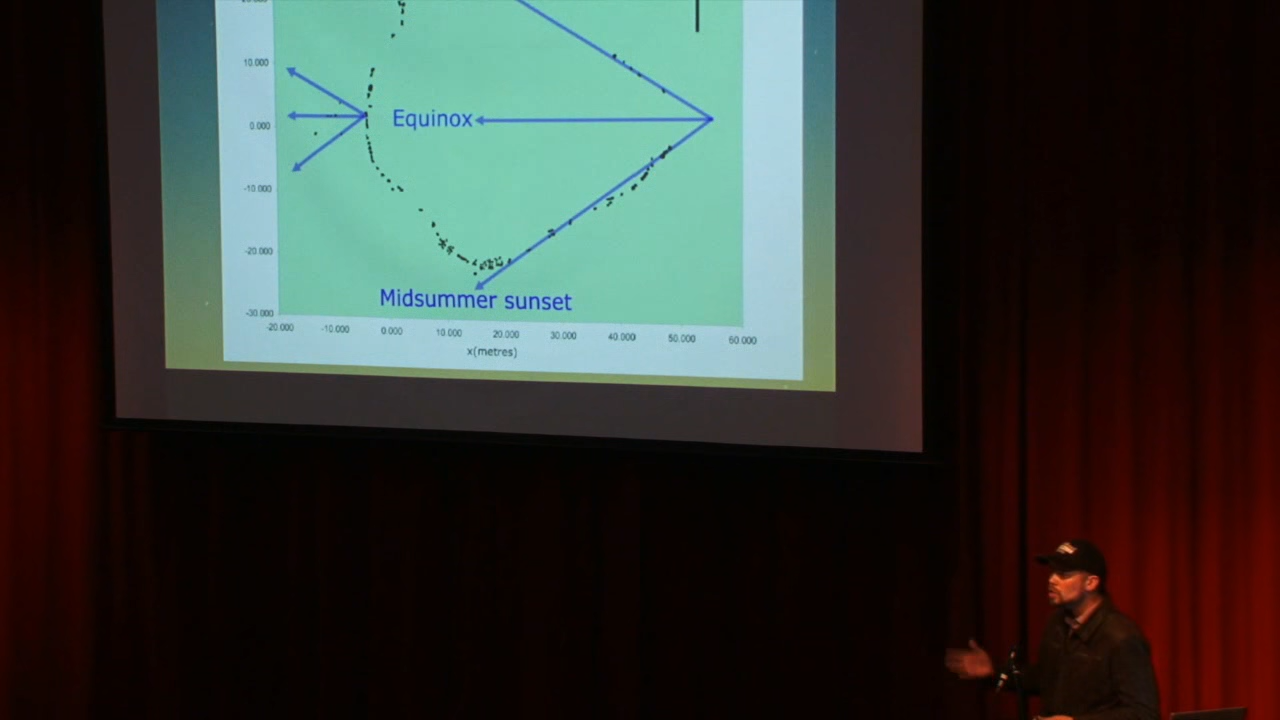 10.000
Equinox
0.000
-10.000
-20.000
Midsummer sunset
-30.000
-20.000 -10.000 0.000 10.000 20.000 30.000 40.000 50.000 60.000
x(metres)